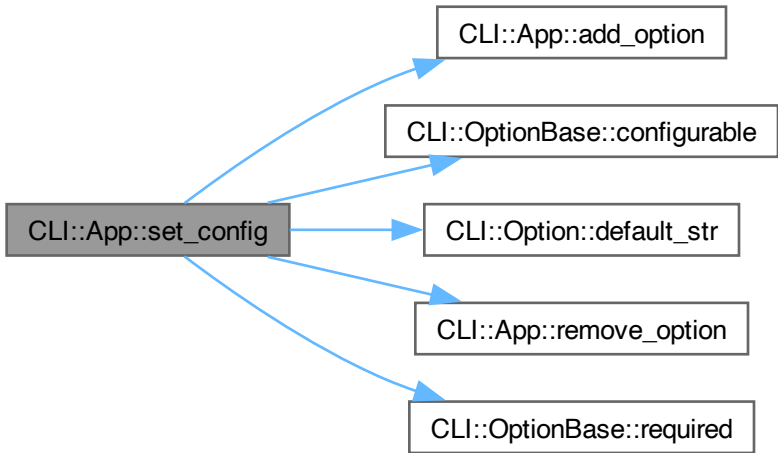 CLI::App::add_option
CLI::OptionBase::configurable
CLI::App::set_config
CLI::Option::default_str
CLI::App::remove_option
CLI::OptionBase::required